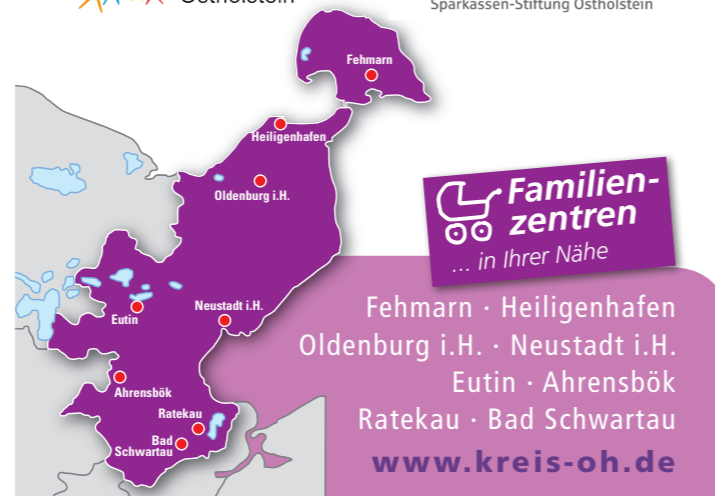 Ostholstein
Sparkassen-Stiftung Ostholstein
Fehmarn
Heiligenhafen
Oldenburg i.H.
Neustadt i.H.
Eutin
Ahrensbök
Ratekau
Bad
Schwartau
Familien-
zentren
... in Ihrer Nähe
Fehmarn · Heiligenhafen
Oldenburg i.H. · Neustadt i.H.
Eutin · Ahrensbök
Ratekau · Bad Schwartau
www.kreis-oh.de